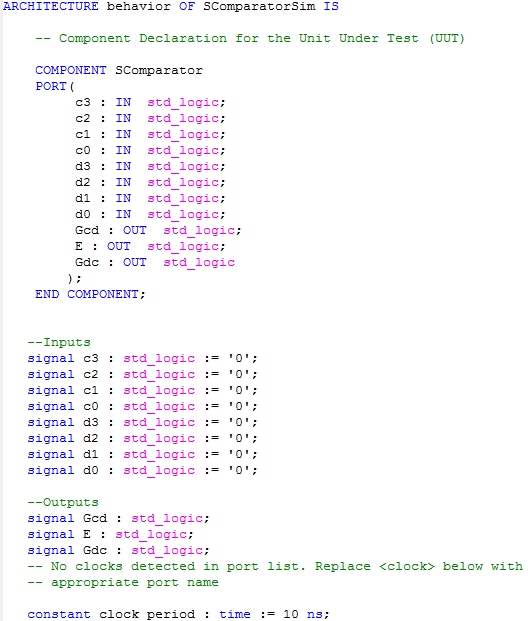 ARCHITECTURE behavior OF SComparatorSim IS
-- Component Declaration for the Unit Under Test (UUT)
COMPONENT SComparator
PORT(
c3 : IN  std_logic;
c2 : IN  std_logic;
c1 : IN  std_logic;
c0 : IN  std_logic;
d3 : IN  std_logic;
d2 : IN  std_logic;
d1 : IN  std_logic;
d0 : IN  std_logic;
Gcd : OUT  std_logic;
E : OUT  std_logic;
Gdc : OUT  std_logic
);
END COMPONENT;
--Inputs
signal c3 : std_logic := '0';
signal c2 : std_logic := '0';
signal c1 : std_logic := '0';
signal c0 : std_logic := '0';
signal d3 : std_logic := '0';
signal d2 : std_logic := '0';
signal d1 : std_logic := '0';
signal d0 : std_logic := '0';
--Outputs
signal Gcd : std_logic;
signal E : std_logic;
signal Gdc : std_logic;
-- No clocks detected in port list. Replace <clock> below with
-- appropriate port name
constant clock_period : time := 10 ns;